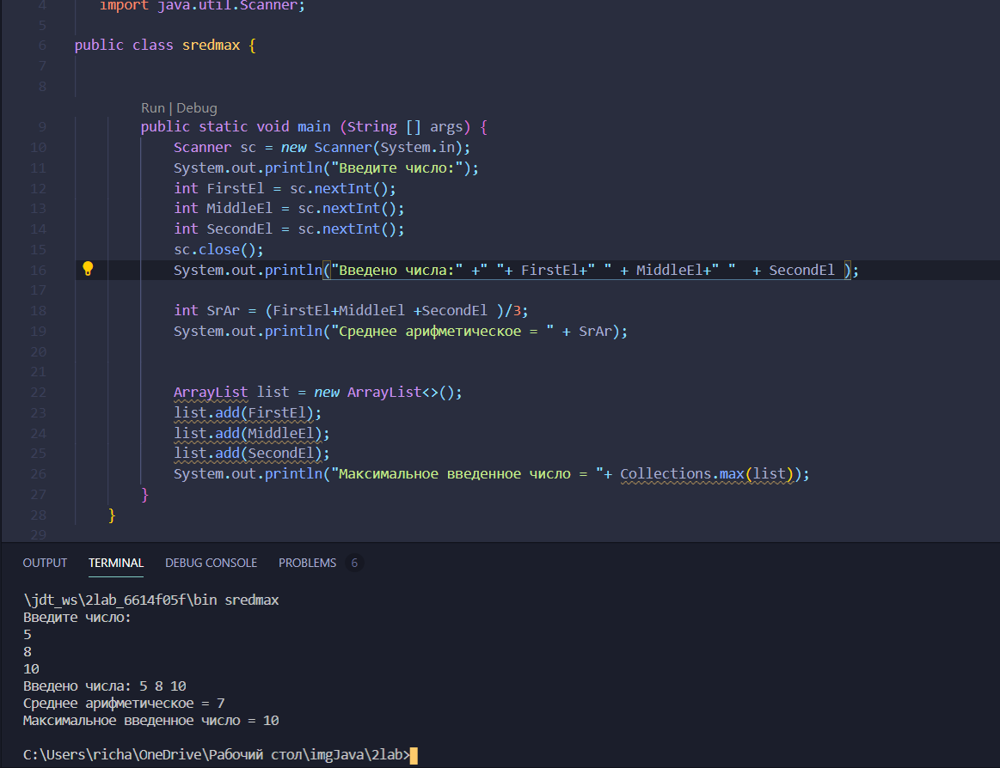 4 import java.util.Scanner;
5
6 public class sredmax {
7
8
Run | Debug
9 public static void main (String [] args) {
10 Scanner sc = new Scanner(System.in);
11 System.out.println("Введите число:");
12 int FirstEl = sc.nextInt();
13 int MiddleEl = sc.nextInt();
14 int SecondEl = sc.nextInt();
15 sc.close();
16 System.out.println("Введено числа:" +" "+ FirstEl+" " + MiddleEl+" "  + SecondEl );
17
18 int SrAr = (FirstEl+MiddleEl +SecondEl )/3;
19 System.out.println("Среднее арифметическое = " + SrAr);
20
21
22 ArrayList list = new ArrayList<>();
23 list.add(FirstEl);
24 list.add(MiddleEl);
25 list.add(SecondEl);
26 System.out.println("Максимальное введенное число = "+ Collections.max(list));
27 }
28 }
29
OUTPUT TERMINAL DEBUG CONSOLE PROBLEMS 6
\jdt_ws\2lab_6614f05f\bin sredmax
Введите число:
5
8
10
Введено числа: 5 8 10
Среднее арифметическое = 7
Максимальное введенное число = 10
C:\Users\richa\OneDrive\Рабочий стол\imgJava\2lab>